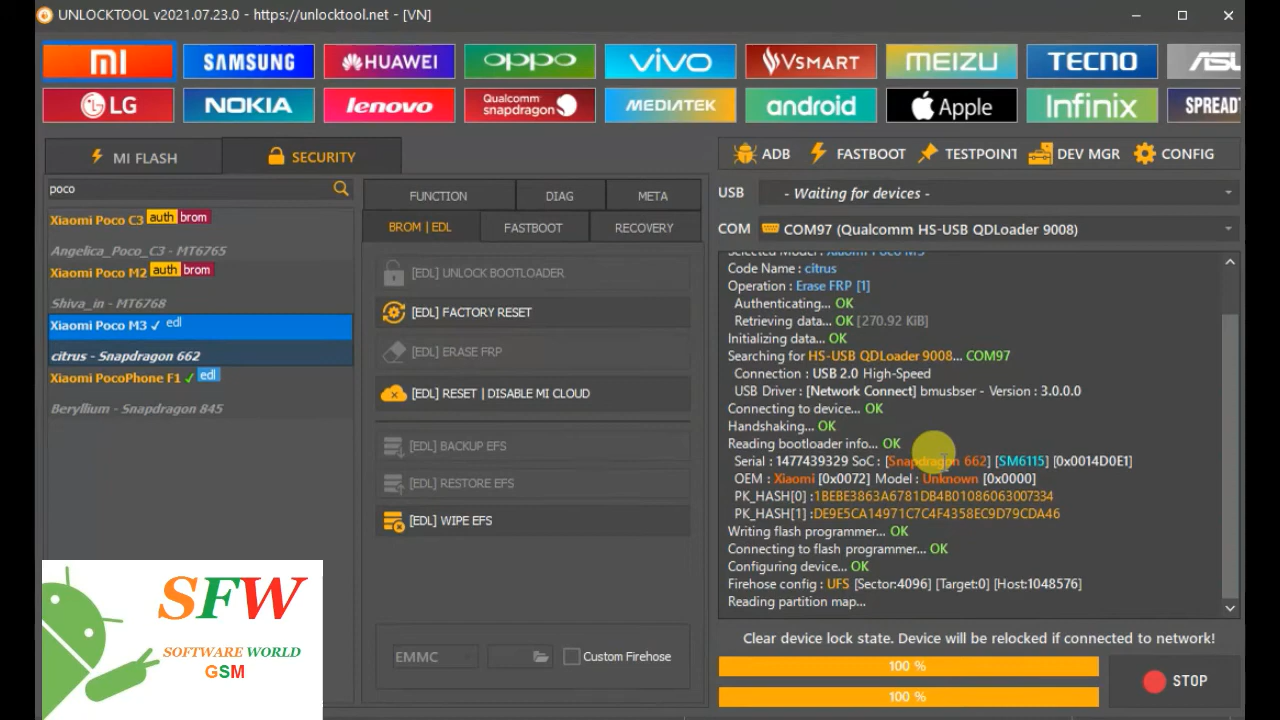 UNLOCKTOOL v2021.07.23.0 - https://unlocktool.net - [VN]
SAMSUNG HUAWEI oppo vivo VSMART MEIZU TECNO
LG NOKIA lenovo Qualcomm snapdragon MEDIATEK android Apple Infinix
MI FLASH SECURITY
ADB FASTBOOT TESTPOINT DEV MGR CONFIG
poco
Xiaomi Poco C3 auth brom
Angelica_Poco_C3 - MT6765
Xiaomi Poco M2 auth brom
Shiva_in - MT6768
Xiaomi Poco M3 ✓ edl
citrus - Snapdragon 662
Xiaomi PocoPhone F1 ✓ edl
Beryllium - Snapdragon 845
FUNCTION DIAG META
BROM | EDL FASTBOOT RECOVERY
[EDL] UNLOCK BOOTLOADER
[EDL] FACTORY RESET
[EDL] ERASE FRP
[EDL] RESET | DISABLE MI CLOUD
[EDL] BACKUP EFS
[EDL] RESTORE EFS
[EDL] WIPE EFS
EMMC Custom Firehose
USB - Waiting for devices -
COM COM97 (Qualcomm HS-USB QDLoader 9008)
Selected Model : Xiaomi Poco M3
Code Name : citrus
Operation : Erase FRP [1]
Authenticating... OK
Retrieving data... OK [270.92 KiB]
Initializing data... OK
Searching for HS-USB QDLoader 9008... COM97
Connection : USB 2.0 High-Speed
USB Driver : [Network Connect] bmusbser - Version : 3.0.0.0
Connecting to device... OK
Handshaking... OK
Reading bootloader info... OK
Serial : 1477439329 SoC : [Snapdragon 662] [SM6115] [0x0014D0E1]
OEM : Xiaomi [0x0072] Model : Unknown [0x0000]
PK_HASH[0] :1BEBE3863A6781DB4B01086063007334
PK_HASH[1] :DE9E5CA14971C7C4F4358EC9D79CDA46
Writing flash programmer... OK
Connecting to flash programmer... OK
Configuring device... OK
Firehose config : UFS [Sector:4096] [Target:0] [Host:1048576]
Reading partition map...
Clear device lock state. Device will be relocked if connected to network!
100 %
100 %
STOP
SFW
SOFTWARE WORLD
GSM